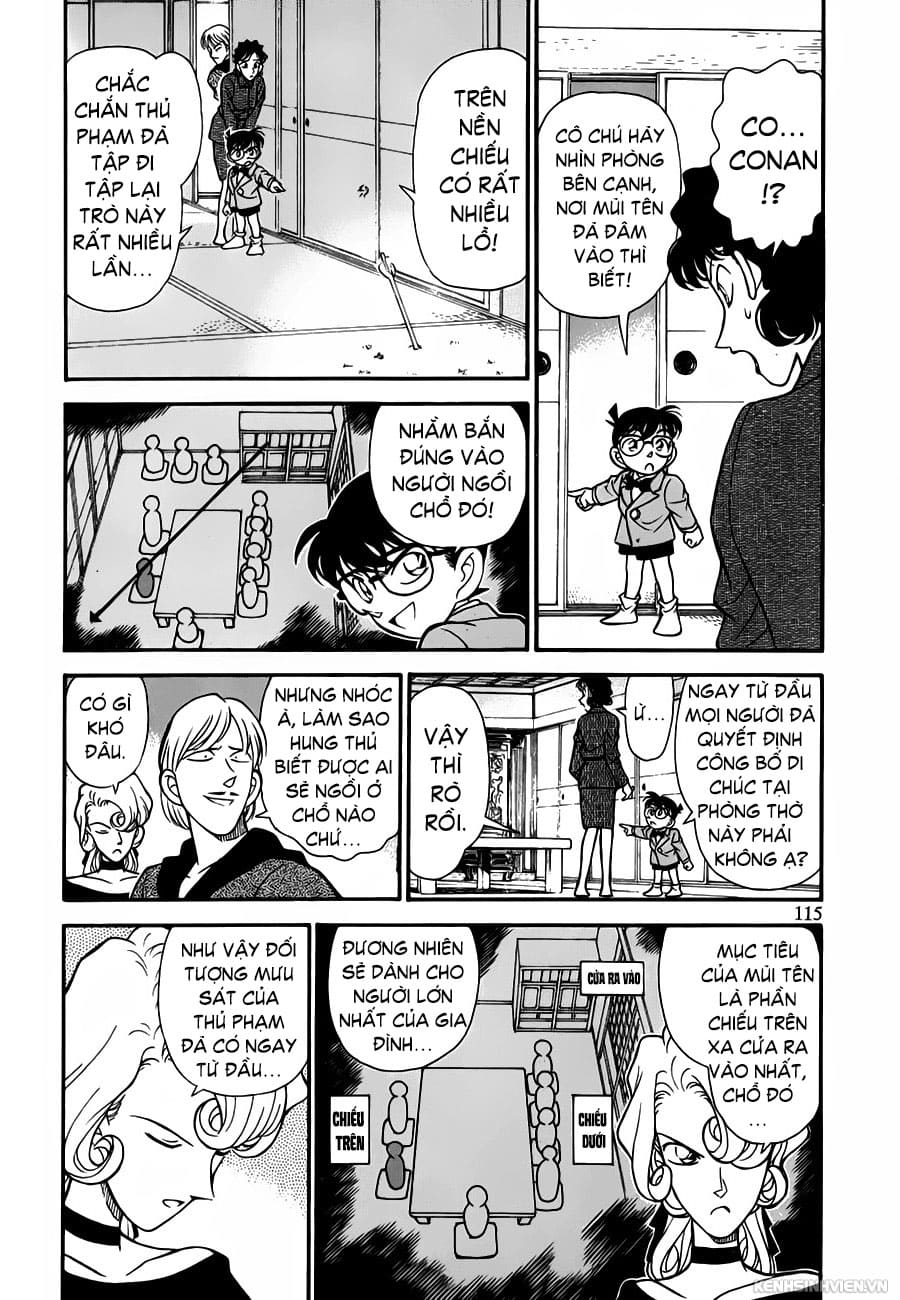 CO...
CONAN
!?
CÔ CHÚ HÃY
NHÌN PHÒNG
BÊN CẠNH,
NƠI MŨI TÊN
ĐÃ ĐÂM
VÀO THÌ
BIẾT!
TRÊN
NỀN
CHIẾU
CÓ RẤT
NHIỀU
LỖ!
CHẮC
CHẮN THỦ
PHẠM ĐÃ
TẬP ĐI
TẬP LẠI
TRÒ NÀY
RẤT NHIỀU
LẦN...
NHẰM BẮN
ĐÚNG VÀO
NGƯỜI NGỒI
CHỖ ĐÓ!
NGAY TỪ ĐẦU
MỌI NGƯỜI ĐÃ
QUYẾT ĐỊNH
CÔNG BỐ DI
CHÚC TẠI
PHÒNG THỜ
NÀY PHẢI
KHÔNG Ạ?
Ừ...
VẬY
THÌ
RÕ
RỒI.
NHƯNG NHÓC
À, LÀM SAO
HUNG THỦ
BIẾT ĐƯỢC AI
SẼ NGỒI Ở
CHỖ NÀO
CHỨ...
CÓ GÌ
KHÓ
ĐÂU.
115
MỤC TIÊU
CỦA MŨI TÊN
LÀ PHẦN
CHIẾU TRÊN
XA CỬA RA
VÀO NHẤT,
CHỖ ĐÓ
...
CỬA RA VÀO
CHIẾU
DƯỚI
CHIẾU
TRÊN
ĐƯƠNG NHIÊN
SẼ DÀNH CHO
NGƯỜI LỚN
NHẤT CỦA GIA
ĐÌNH...
NHƯ VẬY ĐỐI
TƯỢNG MƯU
SÁT CỦA
THỦ PHẠM
ĐÃ CÓ NGAY
TỪ ĐẦU...
KENHSINHVIEN.VN